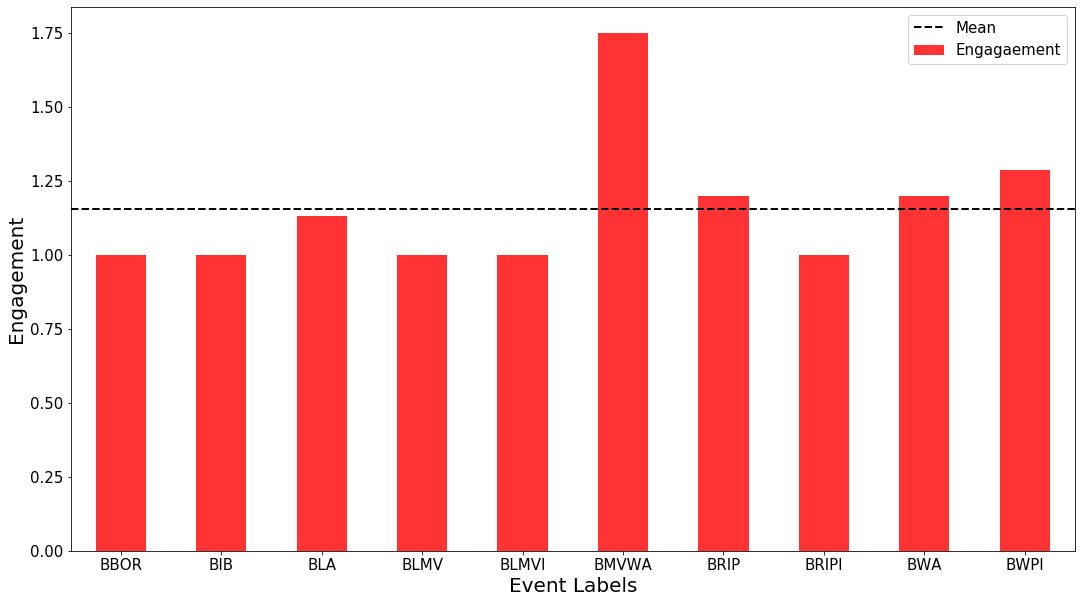 Mean
Engagaement
1.75
1.50
1.25
1.00
0.75
0.50
0.25
0.00
Engagement
BBOR BIB BLA BLMV BLMVI BMVWA BRIP BRIPI BWA BWPI
Event Labels